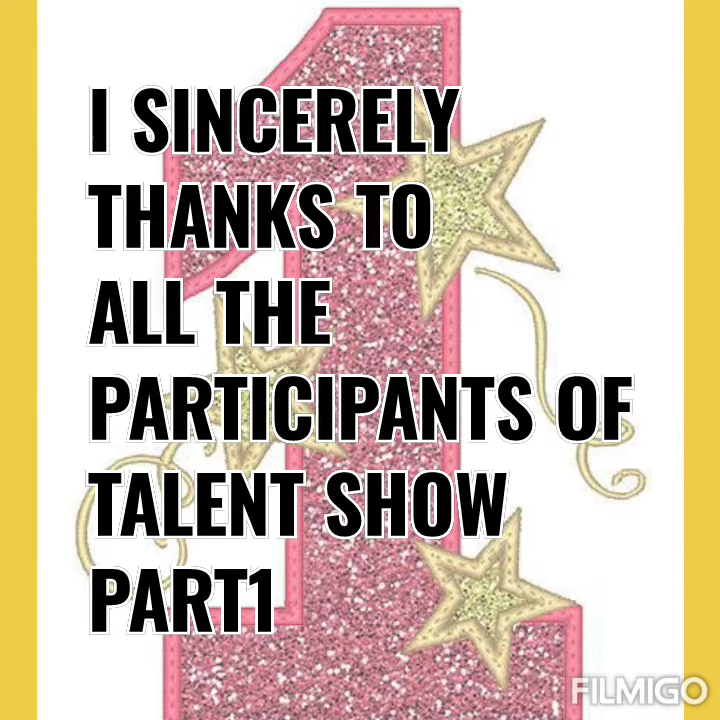 I SINCERELY
THANKS TO
ALL THE
PARTICIPANTS OF
TALENT SHOW
PART1
FILMIGO